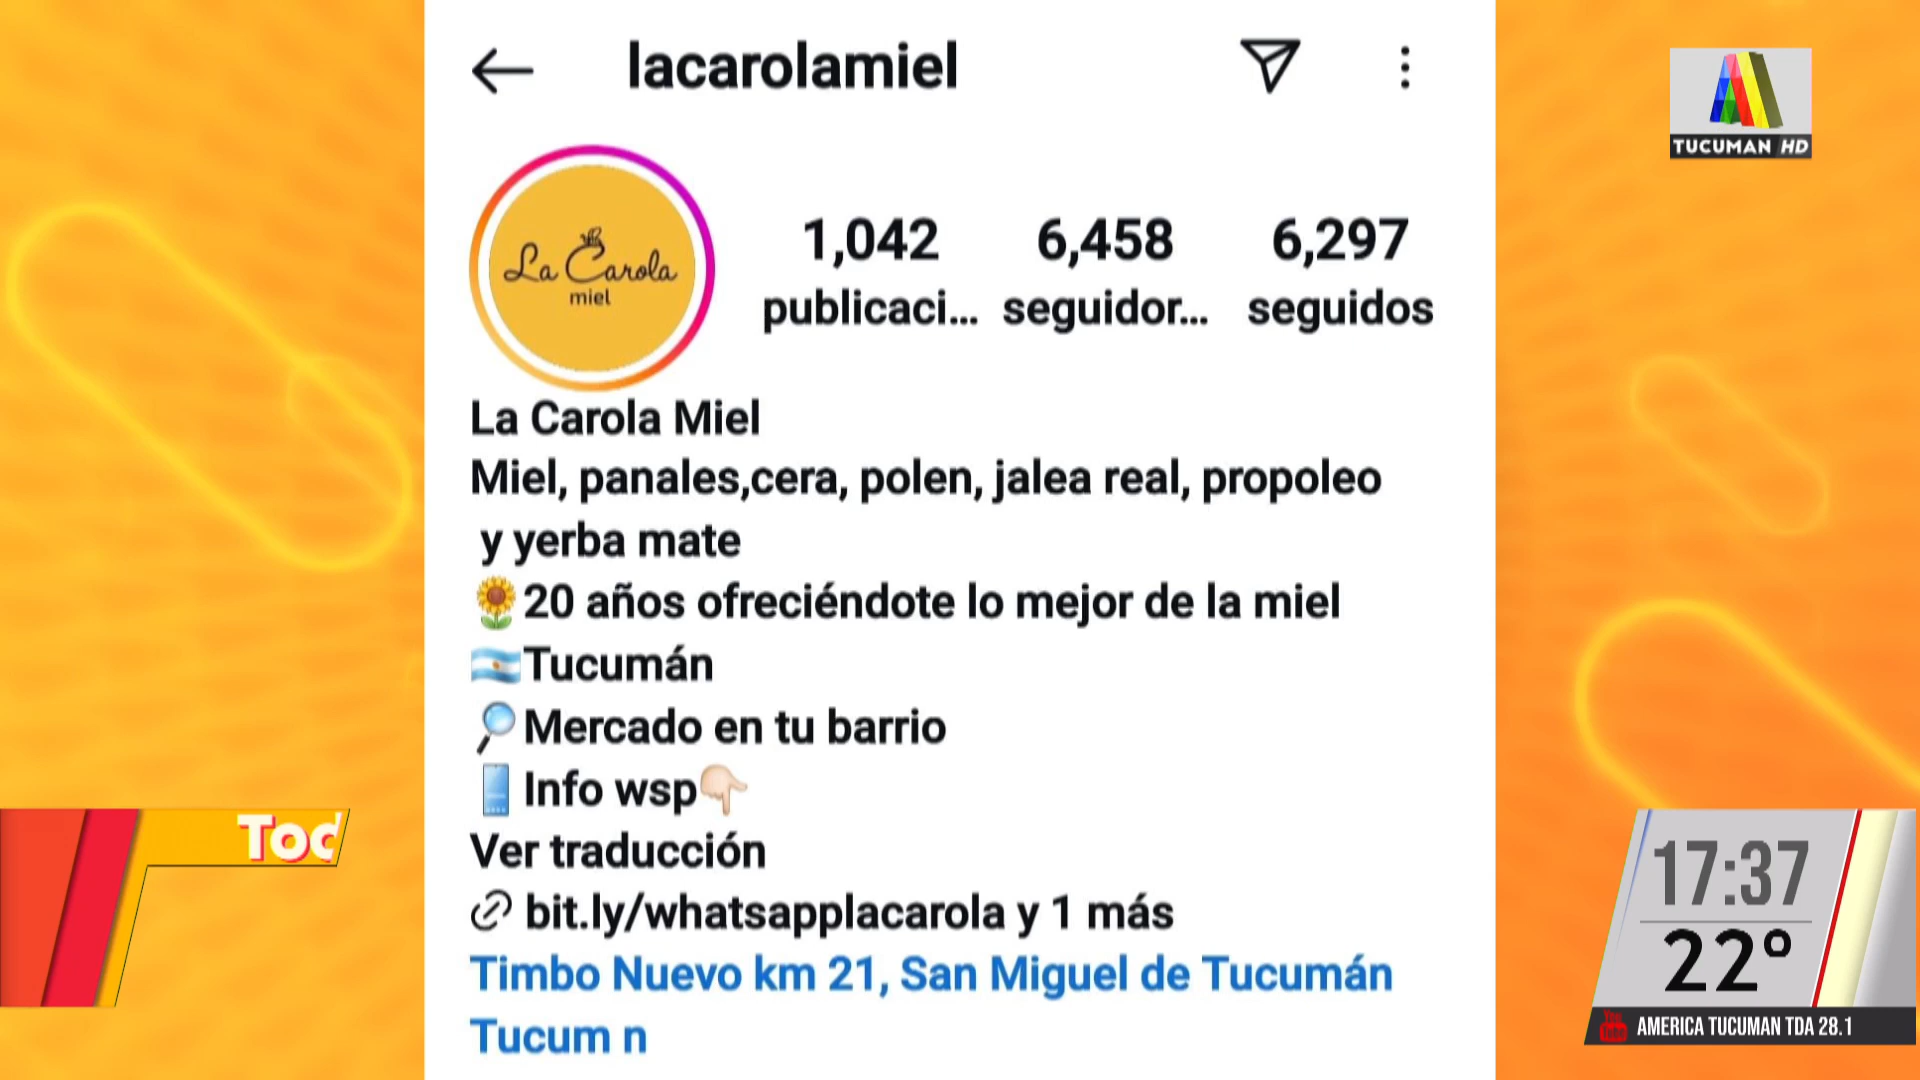 lacarolamiel
La Carola
miel
1,042
6,458
6,297
publicaci...
seguidor...
seguidos
La Carola Miel
Miel, panales,cera, polen, jalea real, propoleo
y yerba mate
🌻20 años ofreciéndote lo mejor de la miel
🇦🇷Tucumán
🔎Mercado en tu barrio
📱Info wsp👇🏻
Ver traducción
bit.ly/whatsapplacarola y 1 más
Timbo Nuevo km 21, San Miguel de Tucumán
Tucum n
TUCUMAN HD
Toc
17:37
22°
You Tube AMERICA TUCUMAN TDA 28.1